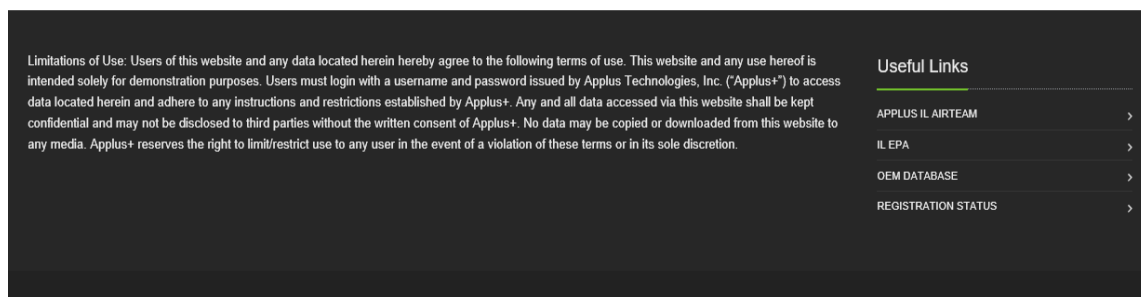 Limitations of Use: Users of this website and any data located herein hereby agree to the following terms of use. This website and any use hereof is
intended solely for demonstration purposes. Users must login with a username and password issued by Applus Technologies, Inc. ("Applus+") to access
data located herein and adhere to any instructions and restrictions established by Applus+. Any and all data accessed via this website shall be kept
confidential and may not be disclosed to third parties without the written consent of Applus+. No data may be copied or downloaded from this website to
any media. Applus+ reserves the right to limit/restrict use to any user in the event of a violation of these terms or in its sole discretion.
Useful Links
APPLUS IL AIRTEAM
IL EPA
OEM DATABASE
REGISTRATION STATUS